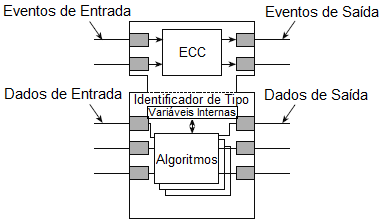 Eventos de Entrada
Eventos de Saída
ECC
Identificador de Tipo
Dados de Entrada
Dados de Saída
Variáveis Internas
Algoritmos